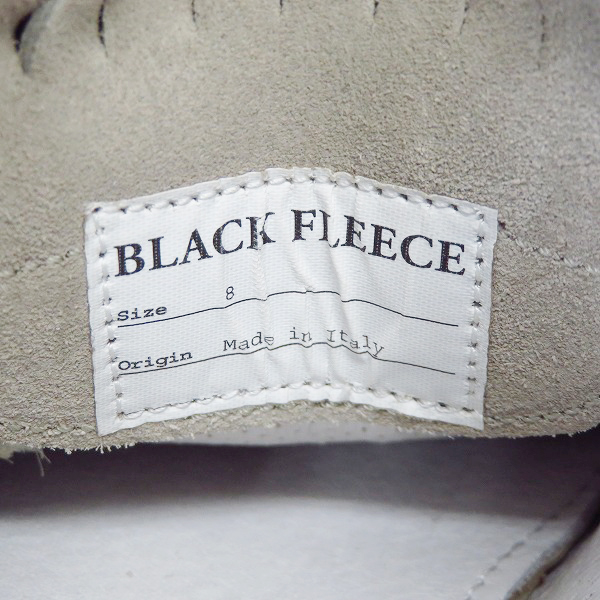 BLACK FLEECE
Size 8
Origin Made in Italy